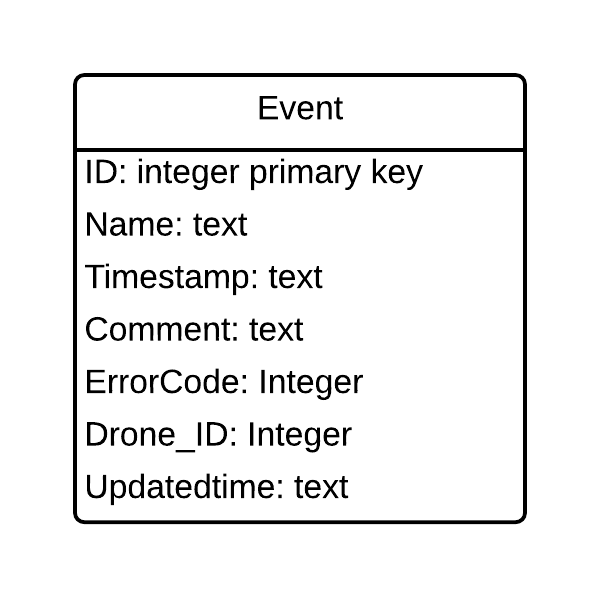 Event
ID: integer primary key
Name: text
Timestamp: text
Comment: text
ErrorCode: Integer
Drone_ID: Integer
Updatedtime: text